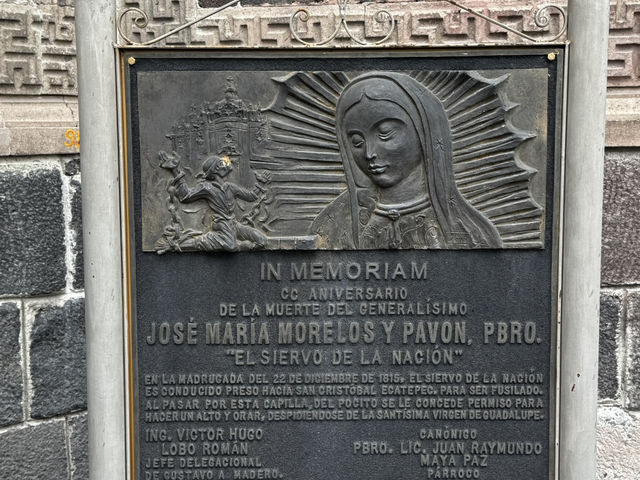 IN MEMORIAM
CC ANIVERSARIO
DE LA MUERTE DEL GENERALÍSIMO
JOSÉ MARÍA MORELOS Y PAVON, PBRO.
"EL SIERVO DE LA NACIÓN"
EN LA MADRUGADA DEL 22 DE DICIEMBRE DE 1815, EL SIERVO DE LA NACIÓN
ES CONDUCIDO PRESO HACIA SAN CRISTÓBAL ECATEPEC, PARA SER FUSILADO.
AL PASAR POR ESTA CAPILLA, DEL POCITO SE LE CONCEDE PERMISO PARA
HACER UN ALTO Y ORAR, DESPIDIENDOSE DE LA SANTÍSIMA VIRGEN DE GUADALUPE.
ING. VICTOR HUGO
LOBO ROMÁN
JEFE DELEGACIONAL
DE GUSTAVO A. MADERO.
CANÓNIGO
PBRO. LIC. JUAN RAYMUNDO
MAYA PAZ
PÁRROCO